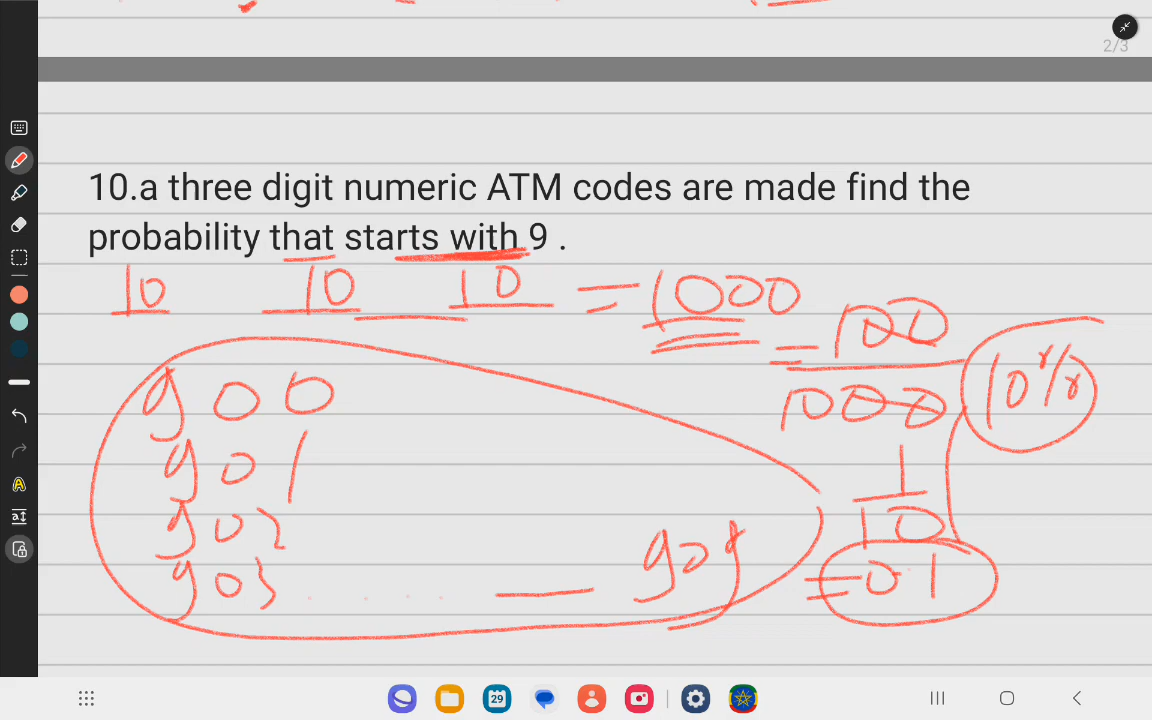 2/3
10.a three digit numeric ATM codes are made find the
probability that starts with 9 .
10 10 10 = 1000
= 100
1000
10%
900
901
1
10
902
903 . . . . — 909
= 0.1
29